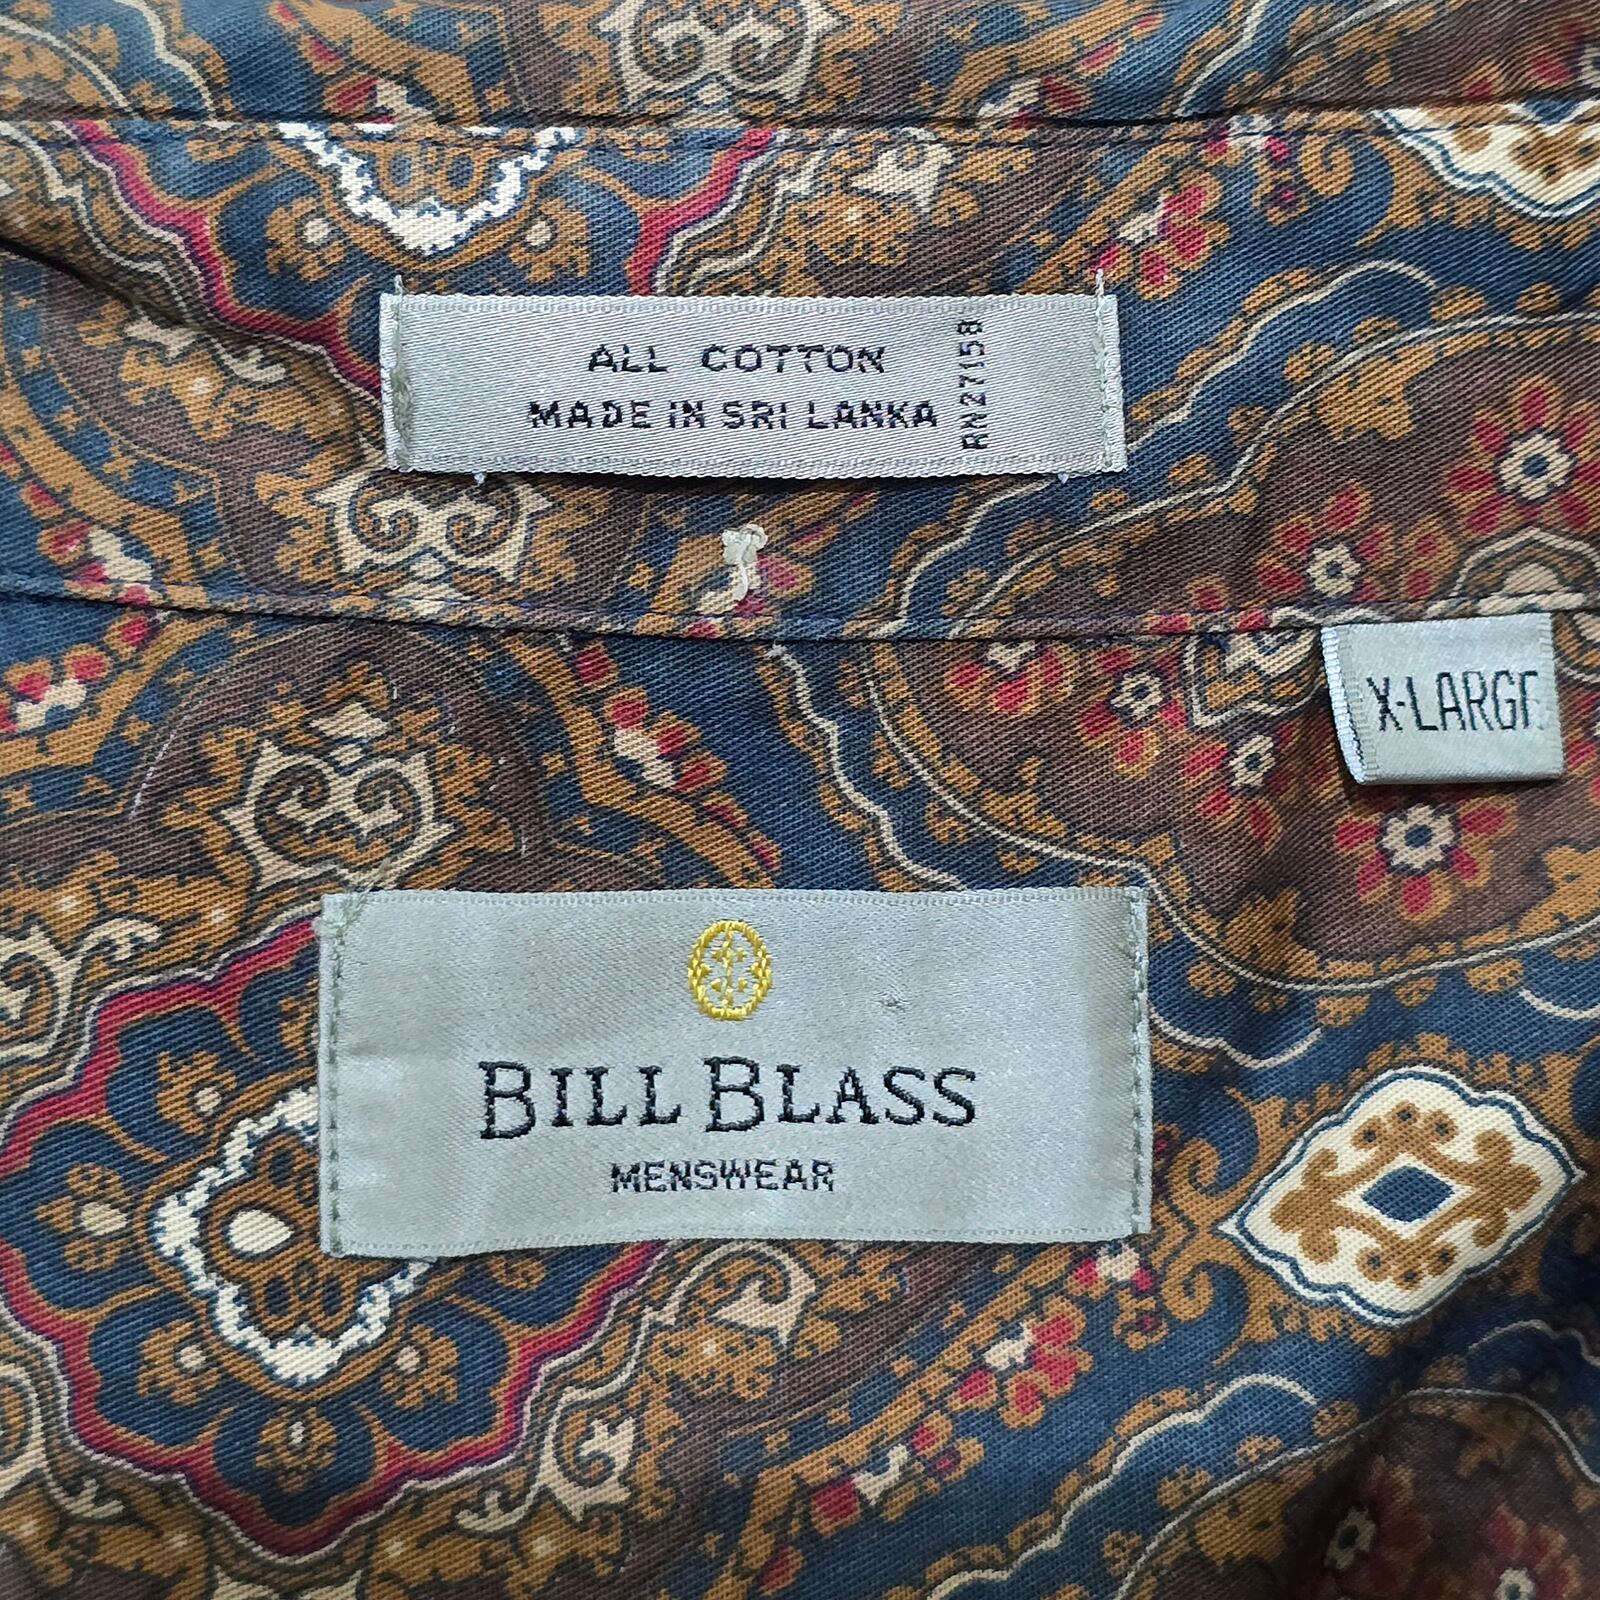 ALL COTTON
MADE IN SRI LANKA
RN27158
X-LARGE
BILL BLASS
MENSWEAR